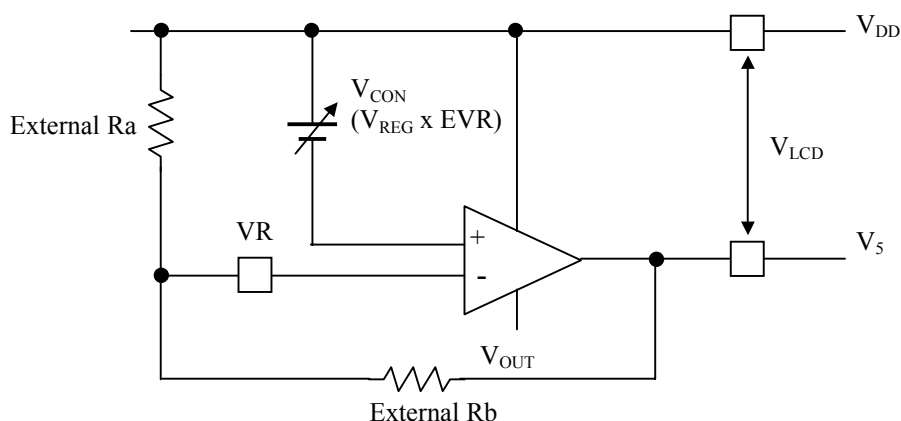 V_DD
V_CON
(V_REG x EVR)
External Ra
V_LCD
VR
+
-
V_5
V_OUT
External Rb